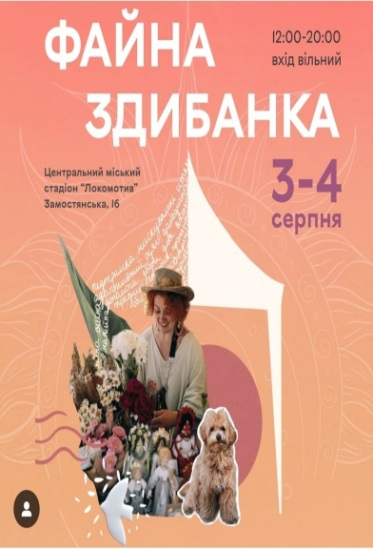 ФАЙНА
ЗДИБАНКА
12:00-20:00
вхід вільний
Центральний міський
стадіон "Локомотив"
Замостянська, 16
3-4
серпня